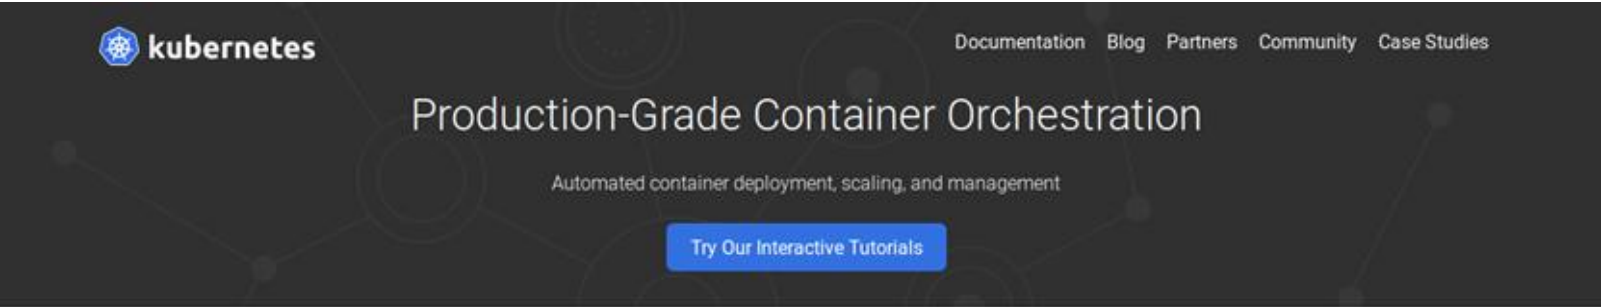 kubernetes
Documentation Blog Partners Community Case Studies
Production-Grade Container Orchestration
Automated container deployment, scaling, and management
Try Our Interactive Tutorials